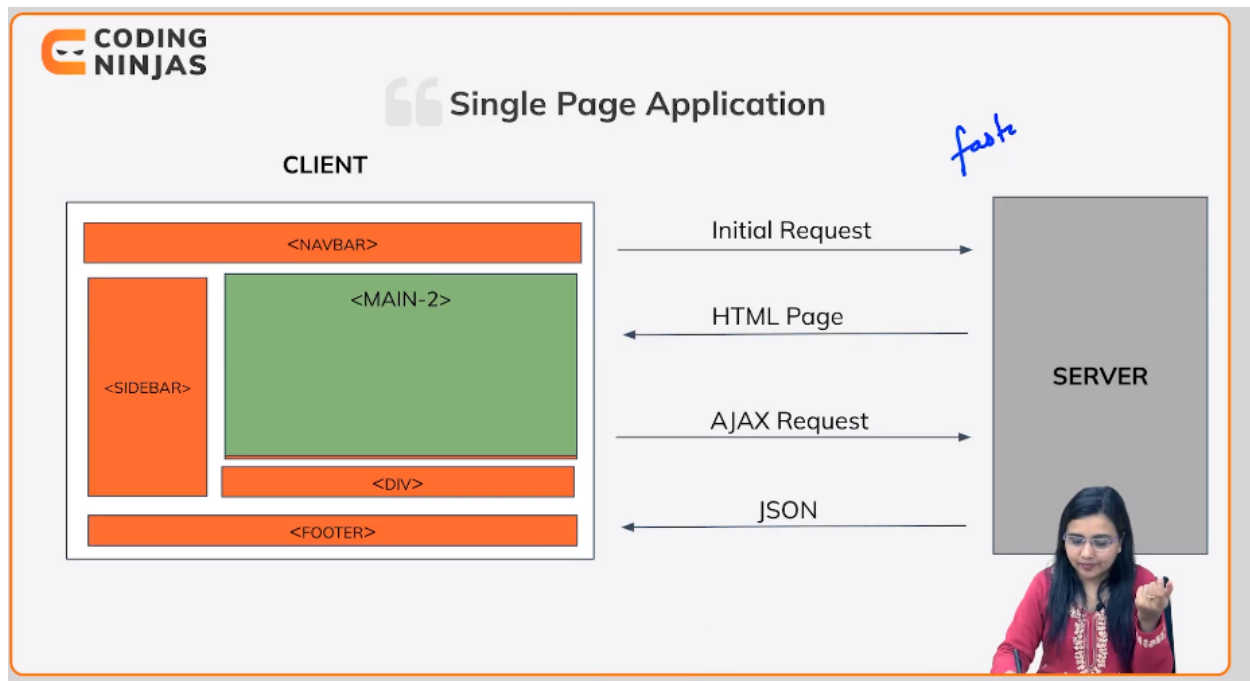 CODING
NINJAS
Single Page Application
CLIENT
<NAVBAR>
<MAIN-2>
<SIDEBAR>
<DIV>
<FOOTER>
Initial Request
HTML Page
AJAX Request
JSON
SERVER